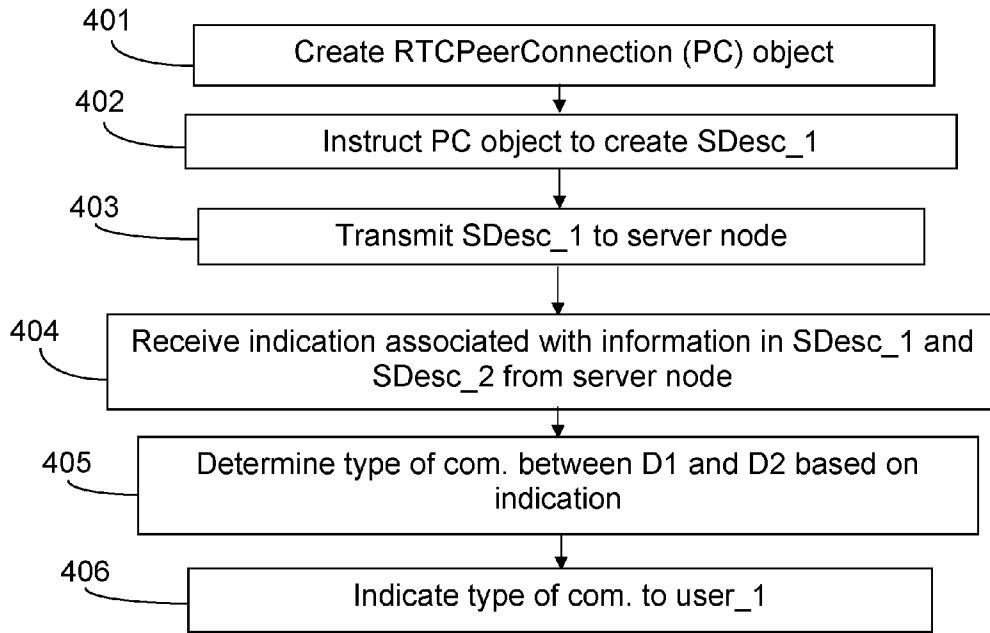 401
Create RTCPeerConnection (PC) object
402
Instruct PC object to create SDesc_1
403
Transmit SDesc_1 to server node
404
Receive indication associated with information in SDesc_1 and
SDesc_2 from server node
405
Determine type of com. between D1 and D2 based on
indication
406
Indicate type of com. to user_1